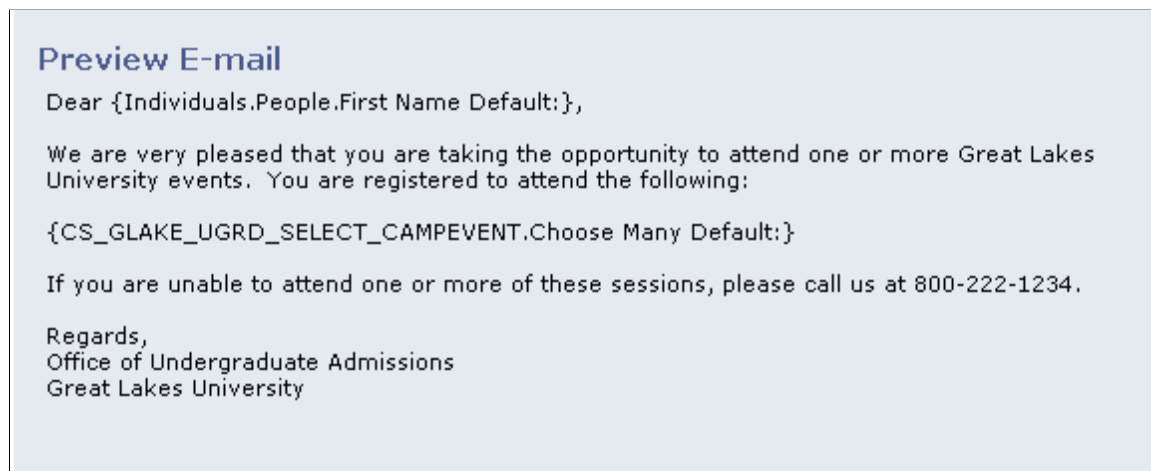 Preview E-mail
Dear {Individuals.People.First Name Default:},
We are very pleased that you are taking the opportunity to attend one or more Great Lakes
University events.  You are registered to attend the following:
{CS_GLAKE_UGRD_SELECT_CAMPEVENT.Choose Many Default:}
If you are unable to attend one or more of these sessions, please call us at 800-222-1234.
Regards,
Office of Undergraduate Admissions
Great Lakes University